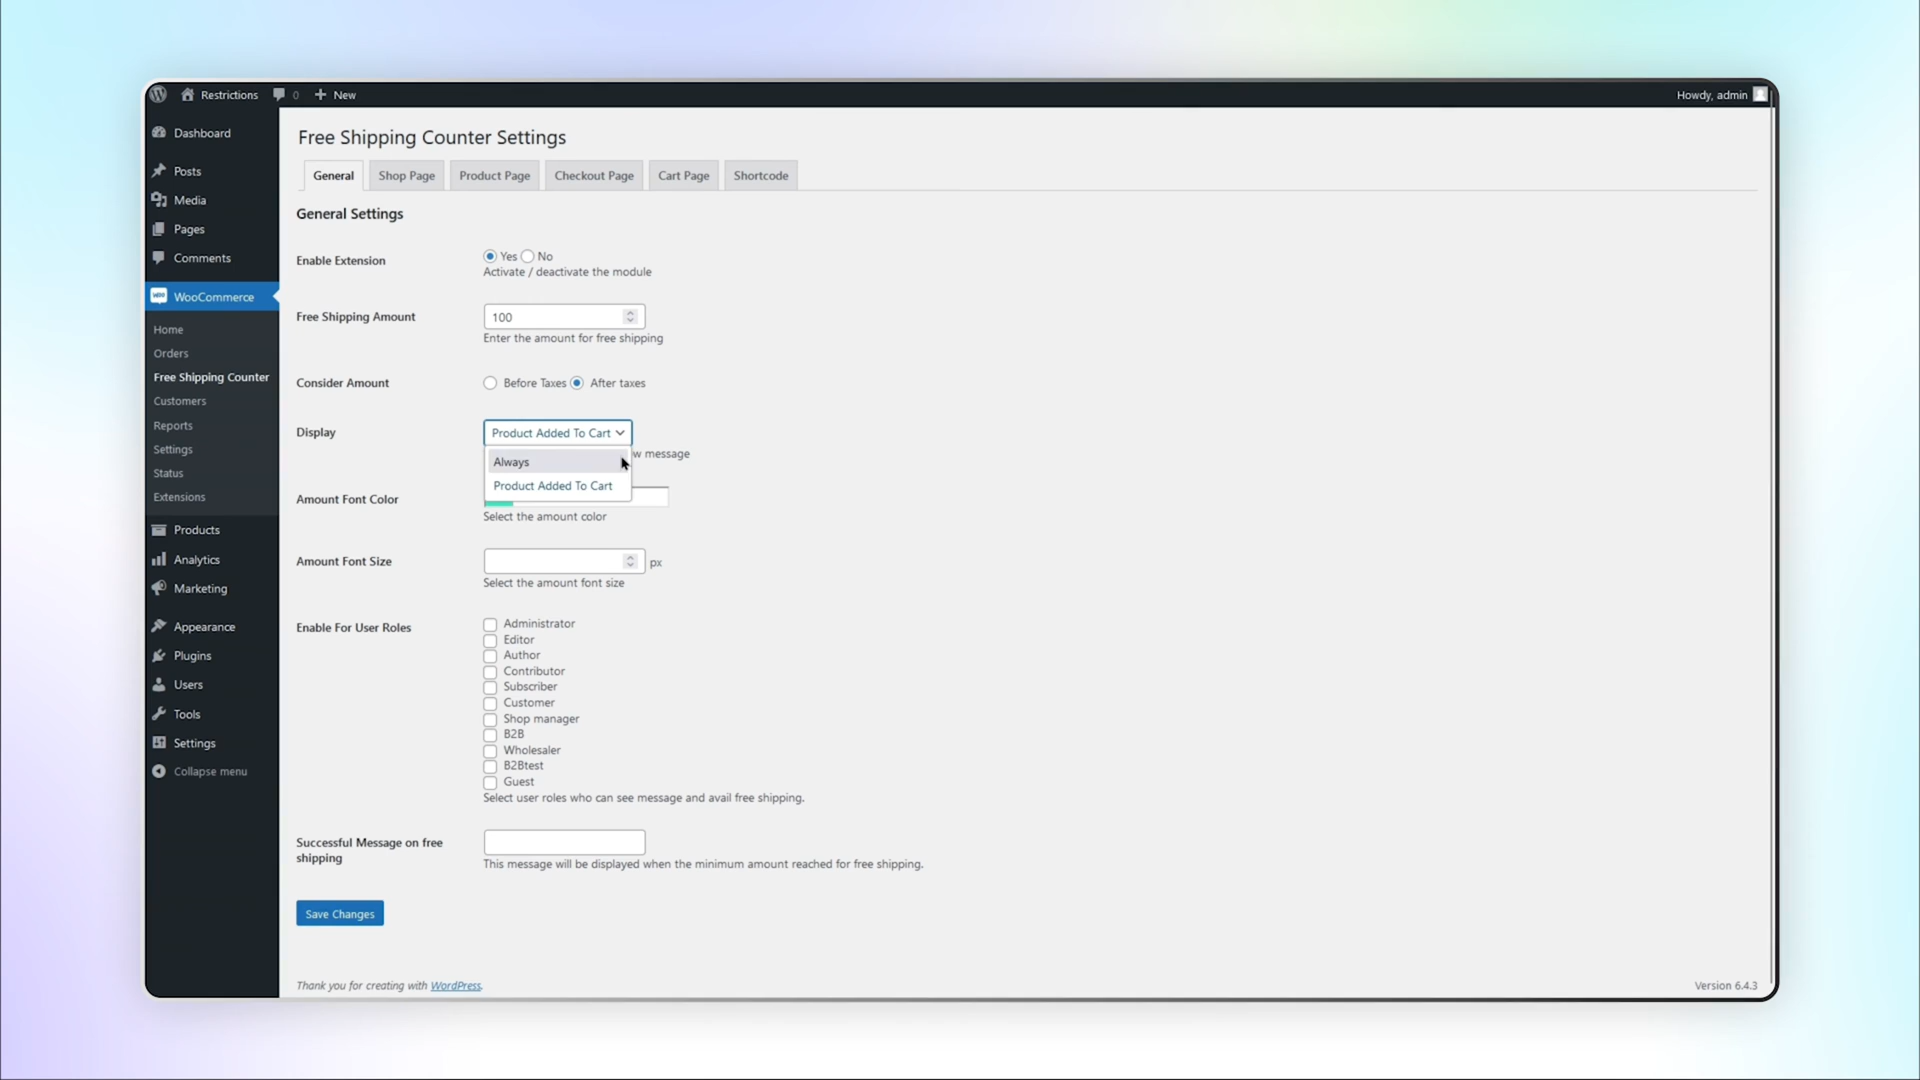 Restrictions 0 New Howdy, admin
Dashboard
Posts
Media
Pages
Comments
WooCommerce
Home
Orders
Free Shipping Counter
Customers
Reports
Settings
Status
Extensions
Products
Analytics
Marketing
Appearance
Plugins
Users
Tools
Settings
Collapse menu
Free Shipping Counter Settings
General Shop Page Product Page Checkout Page Cart Page Shortcode
General Settings
Enable Extension
Yes No
Activate / deactivate the module
Free Shipping Amount
100
Enter the amount for free shipping
Consider Amount
Before Taxes After taxes
Display
Product Added To Cart
message
Always
Product Added To Cart
Amount Font Color
Select the amount color
Amount Font Size
px
Select the amount font size
Enable For User Roles
Administrator
Editor
Author
Contributor
Subscriber
Customer
Shop manager
B2B
Wholesaler
B2Btest
Guest
Select user roles who can see message and avail free shipping.
Successful Message on free
shipping
This message will be displayed when the minimum amount reached for free shipping.
Save Changes
Thank you for creating with WordPress.
Version 6.4.3